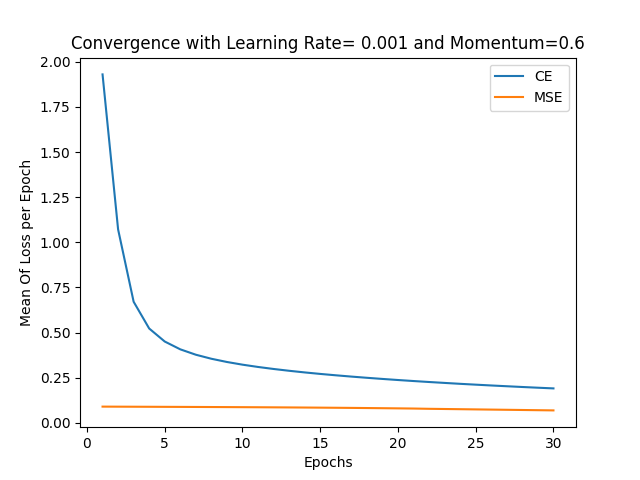 Convergence with Learning Rate= 0.001 and Momentum=0.6
CE
MSE
Mean Of Loss per Epoch
2.00
1.75
1.50
1.25
1.00
0.75
0.50
0.25
0.00
0 5 10 15 20 25 30
Epochs